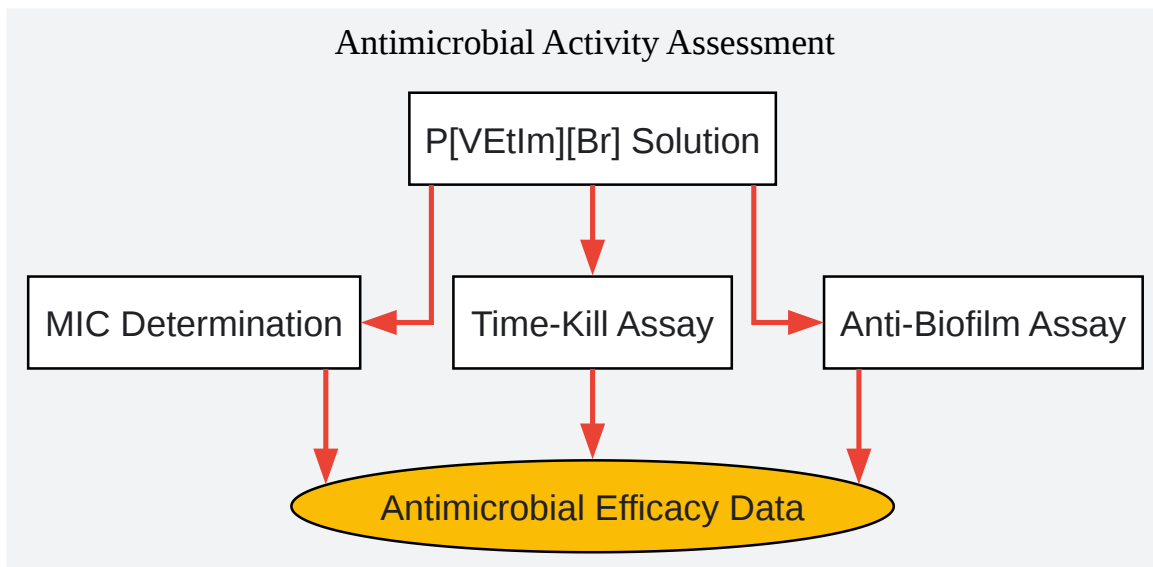 Antimicrobial Activity Assessment
P[VEtIm][Br] Solution
MIC Determination
Time-Kill Assay
Anti-Biofilm Assay
Antimicrobial Efficacy Data